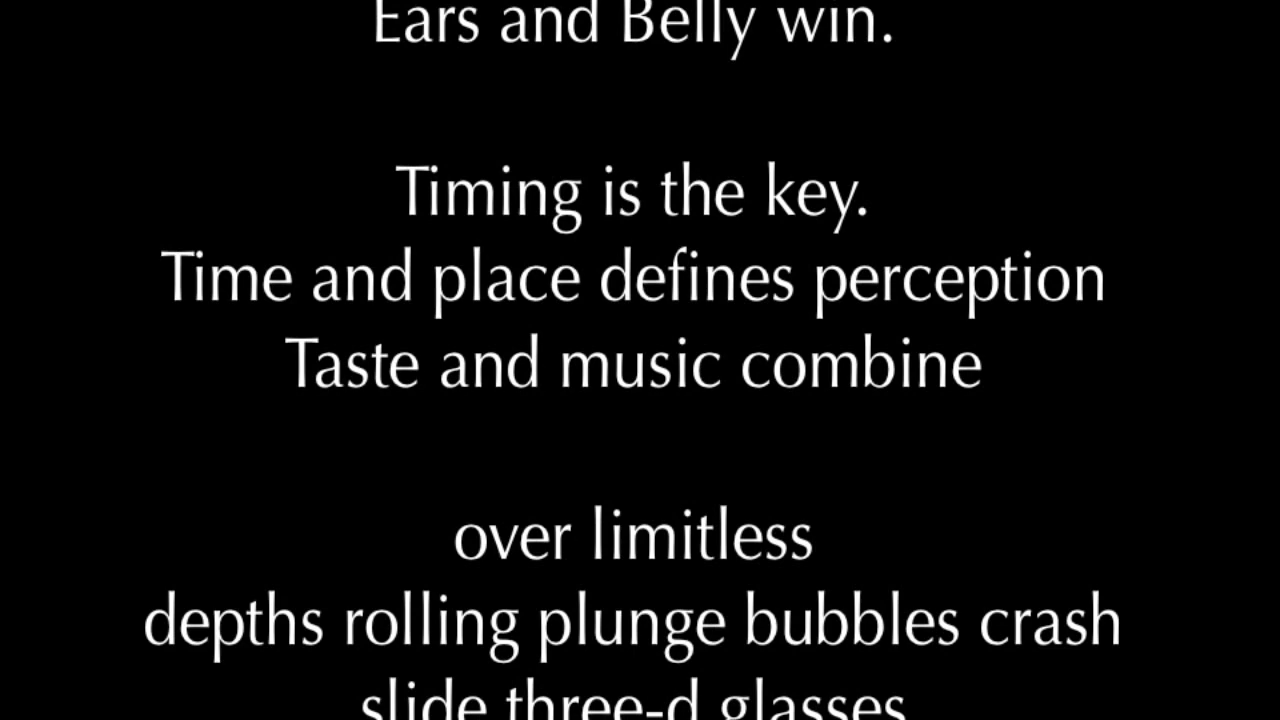 Ears and Belly win.
Timing is the key.
Time and place defines perception
Taste and music combine
over limitless
depths rolling plunge bubbles crash
slide three-d glasses